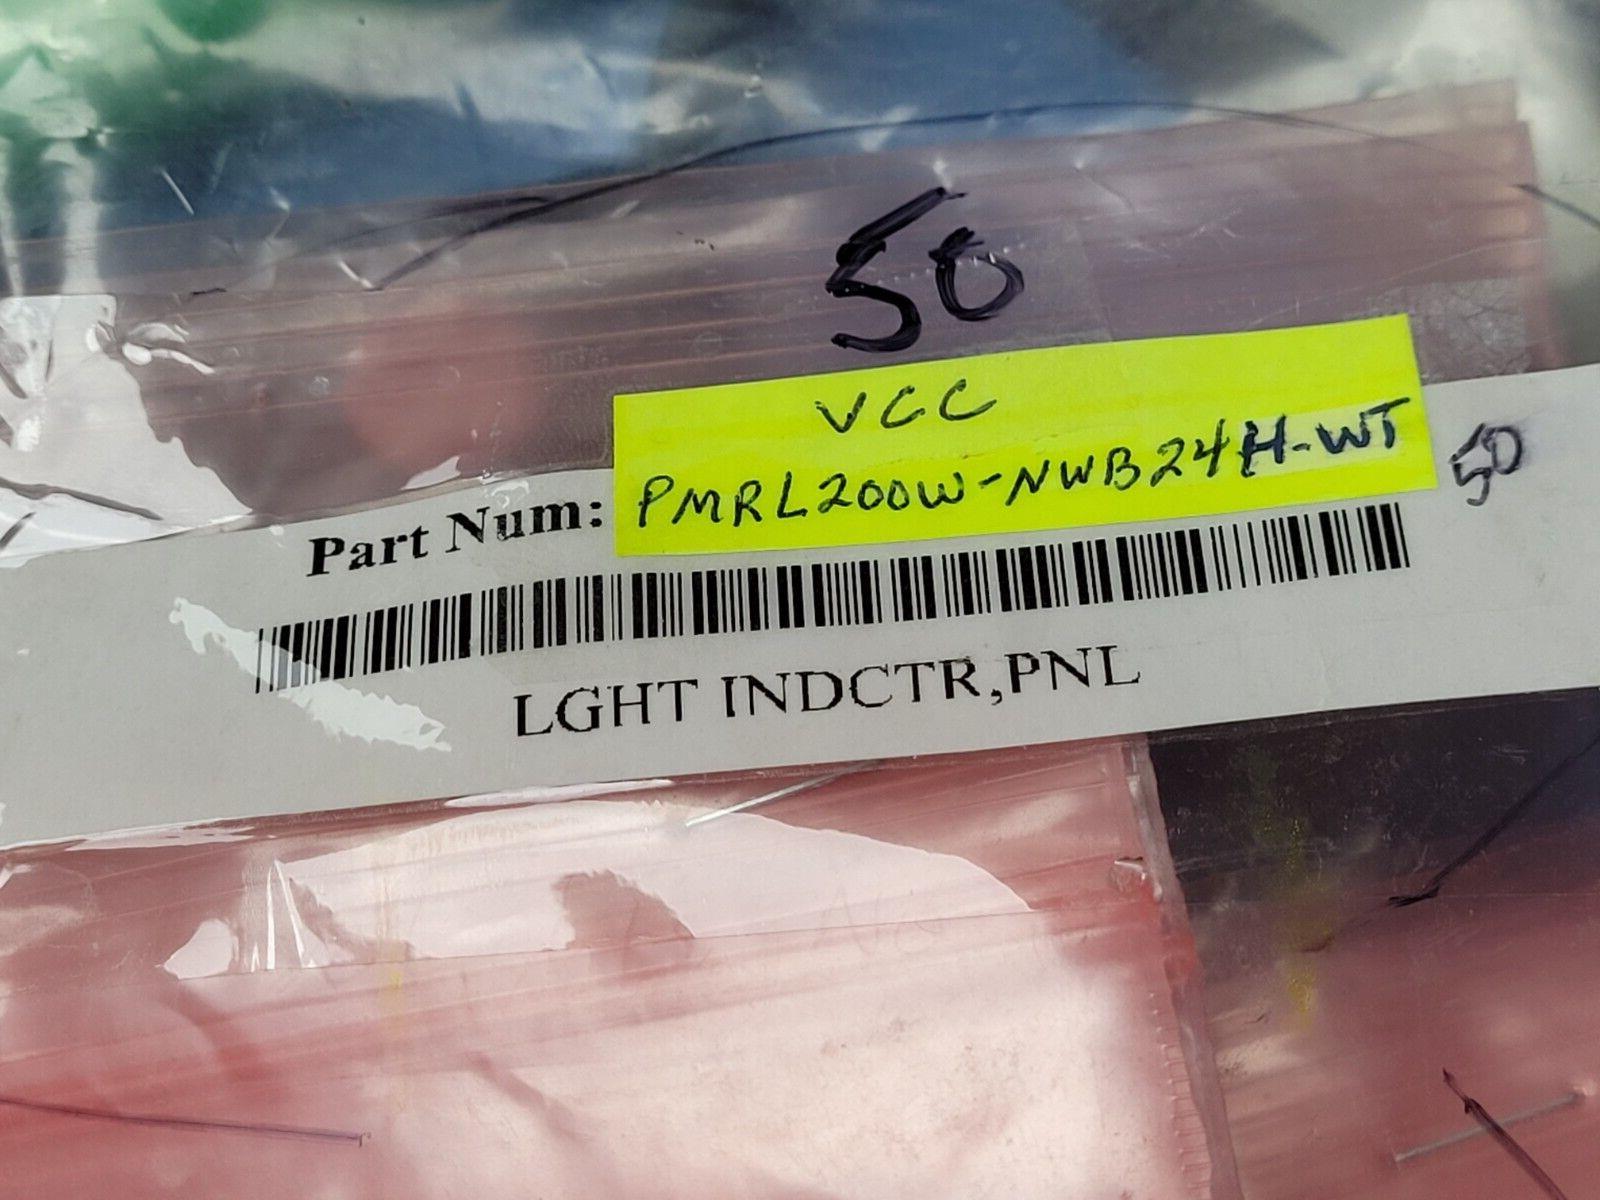 50
VCC
Part Num: PMRL200W-NWB24H-WT 50
LGHT INDCTR,PNL